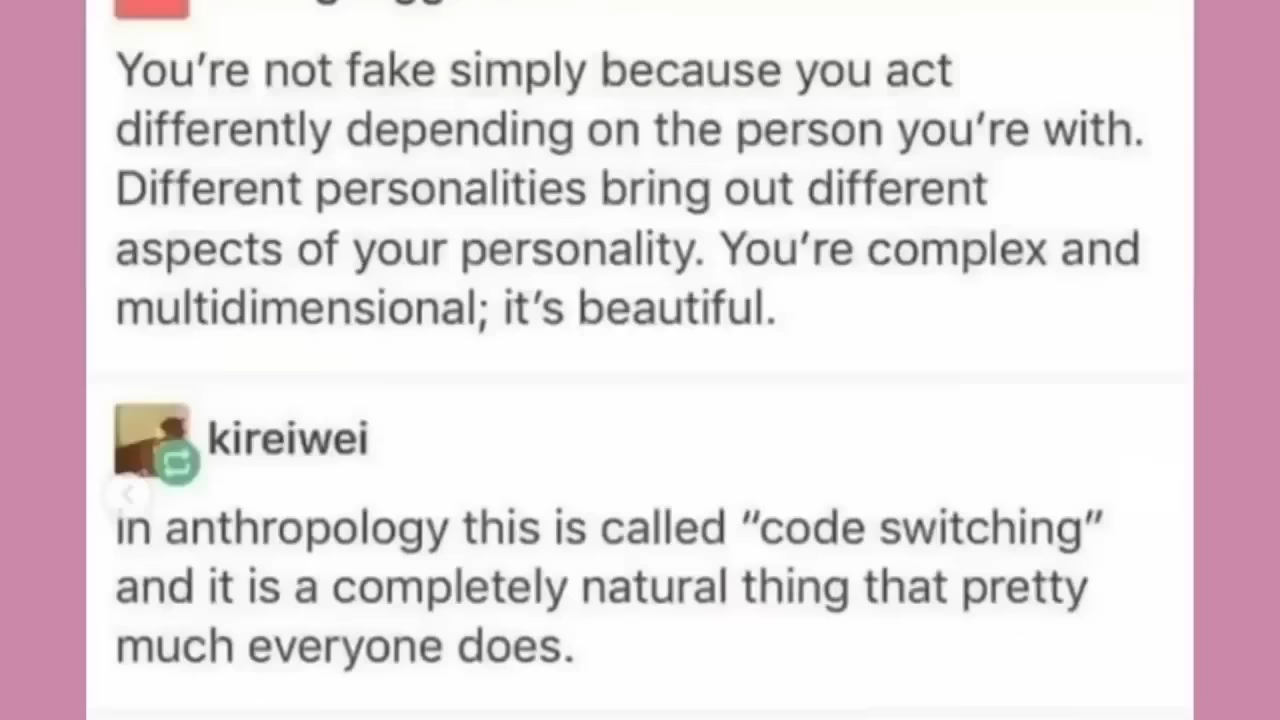 You’re not fake simply because you act
differently depending on the person you’re with.
Different personalities bring out different
aspects of your personality. You’re complex and
multidimensional; it’s beautiful.
kireiwei
in anthropology this is called “code switching”
and it is a completely natural thing that pretty
much everyone does.